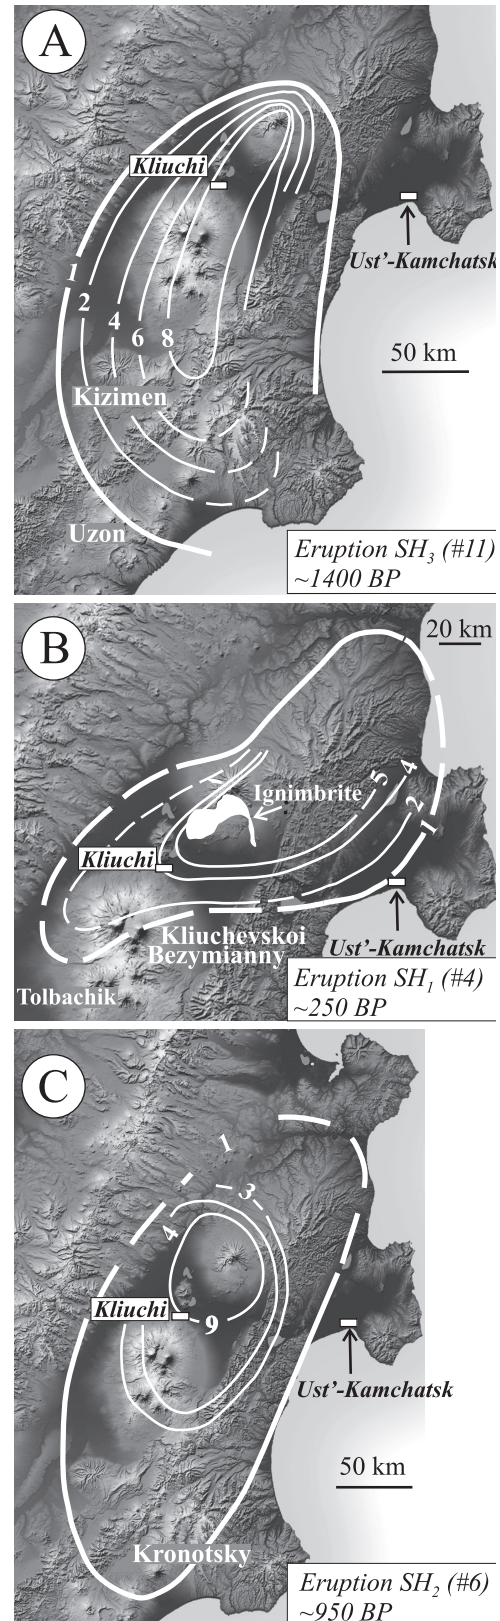 A
Kliuchi
Ust'-Kamchatsk
1
2
4
6
8
50 km
Kizimen
Uzon
Eruption SH3 (#11)
~1400 BP
B
20 km
Ignimbrite
5
4
2
1
Kliuchi
Kliuchevskoi
Bezymianny
Ust'-Kamchatsk
Tolbachik
Eruption SH1 (#4)
~250 BP
C
1
3
4
Kliuchi
9
Ust'-Kamchatsk
50 km
Kronotsky
Eruption SH2 (#6)
~950 BP